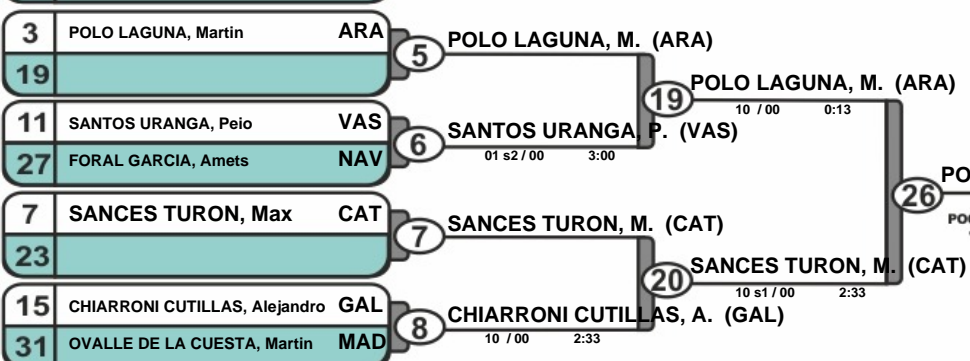 3 POLO LAGUNA, Martin ARA
19
5 POLO LAGUNA, M. (ARA)
11 SANTOS URANGA, Peio VAS
27 FORAL GARCIA, Amets NAV
6 SANTOS URANGA, P. (VAS)
01 s2 / 00 3:00
19 POLO LAGUNA, M. (ARA)
10 / 00 0:13
7 SANCES TURON, Max CAT
23
7 SANCES TURON, M. (CAT)
15 CHIARRONI CUTILLAS, Alejandro GAL
31 OVALLE DE LA CUESTA, Martin MAD
8 CHIARRONI CUTILLAS, A. (GAL)
10 / 00 2:33
20 SANCES TURON, M. (CAT)
10 s1 / 00 2:33
26 PO